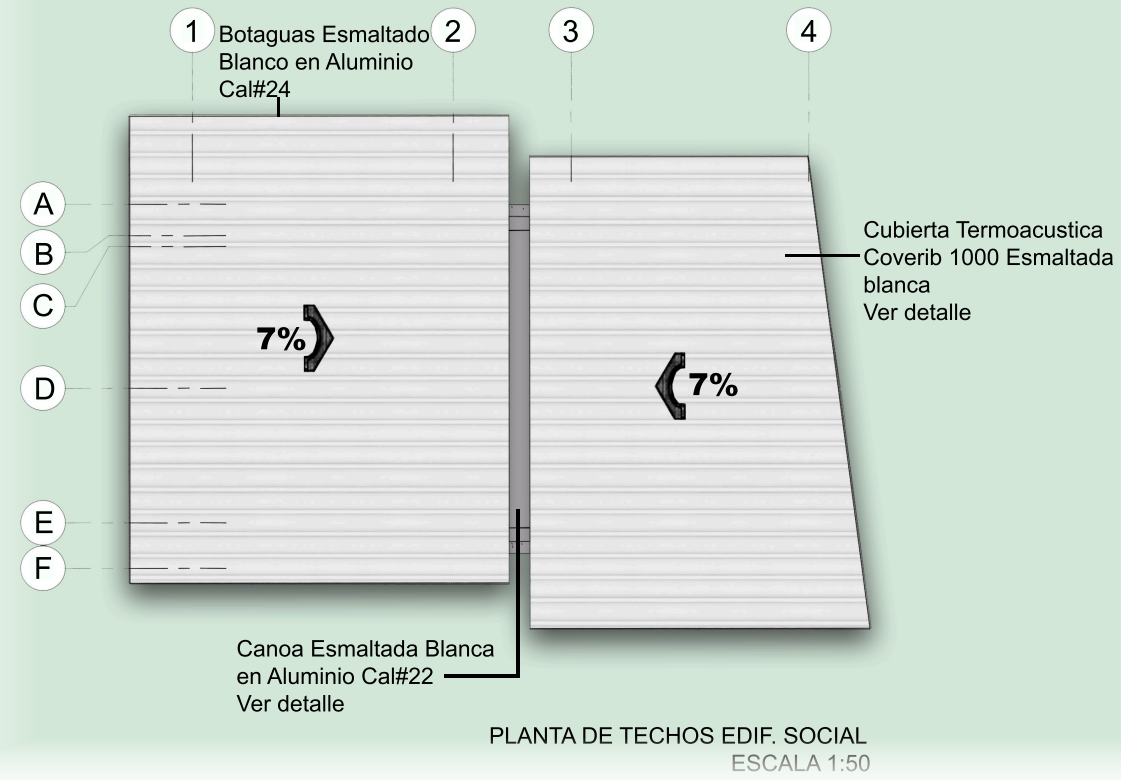 1
Botaguas Esmaltado
Blanco en Aluminio
Cal#24
2
3
4
A
B
C
D
E
F
7%
7%
Cubierta Termoacustica
Coverib 1000 Esmaltada
blanca
Ver detalle
Canoa Esmaltada Blanca
en Aluminio Cal#22
Ver detalle
PLANTA DE TECHOS EDIF. SOCIAL
ESCALA 1:50